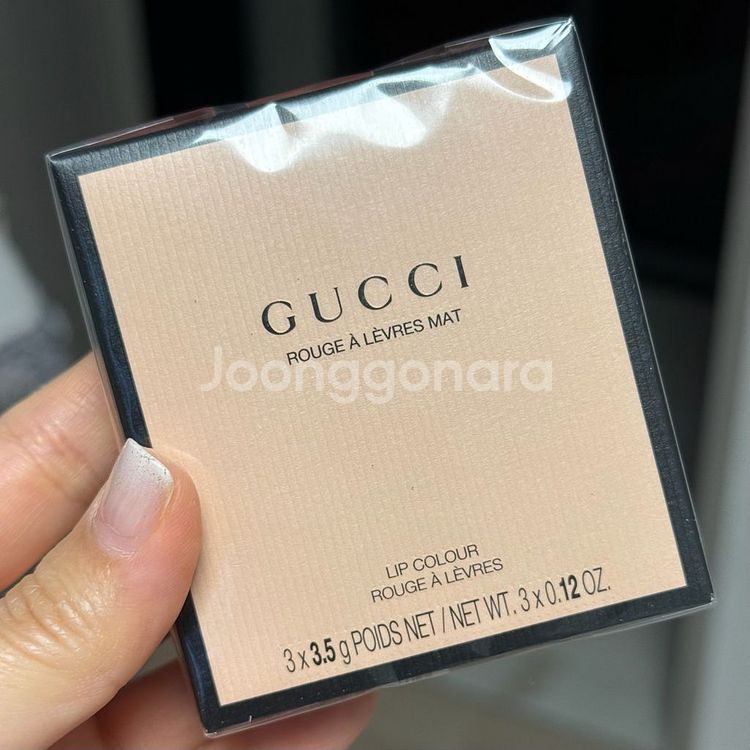 GUCCI
ROUGE À LÈVRES MAT
Joonggonara
LIP COLOUR
ROUGE À LÈVRES
3 x 3.5 g POIDS NET / NET WT. 3 x 0.12 OZ.